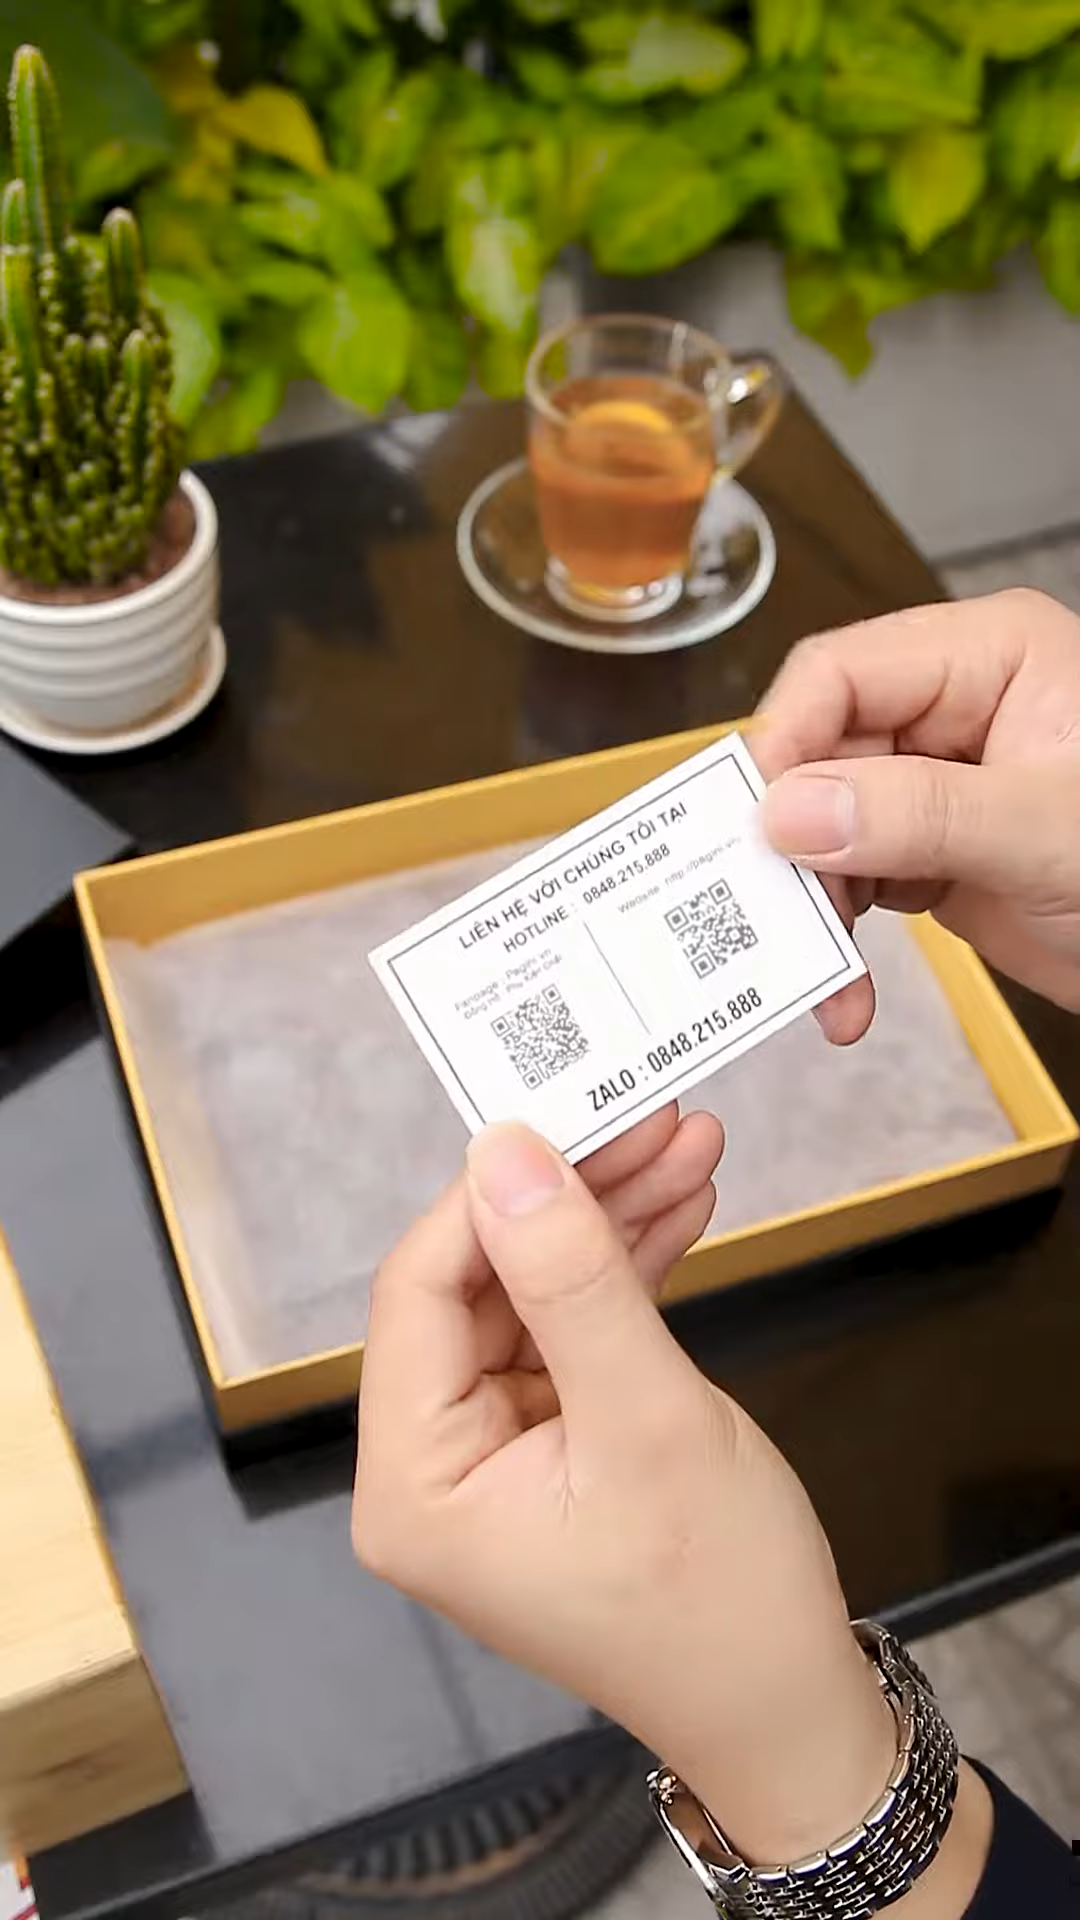 LIÊN HỆ VỚI CHÚNG TÔI TẠI
HOTLINE : 0848.215.888
Fanpage : Pagini.vn
Website: http://pagini.vn
ZALO : 0848.215.888